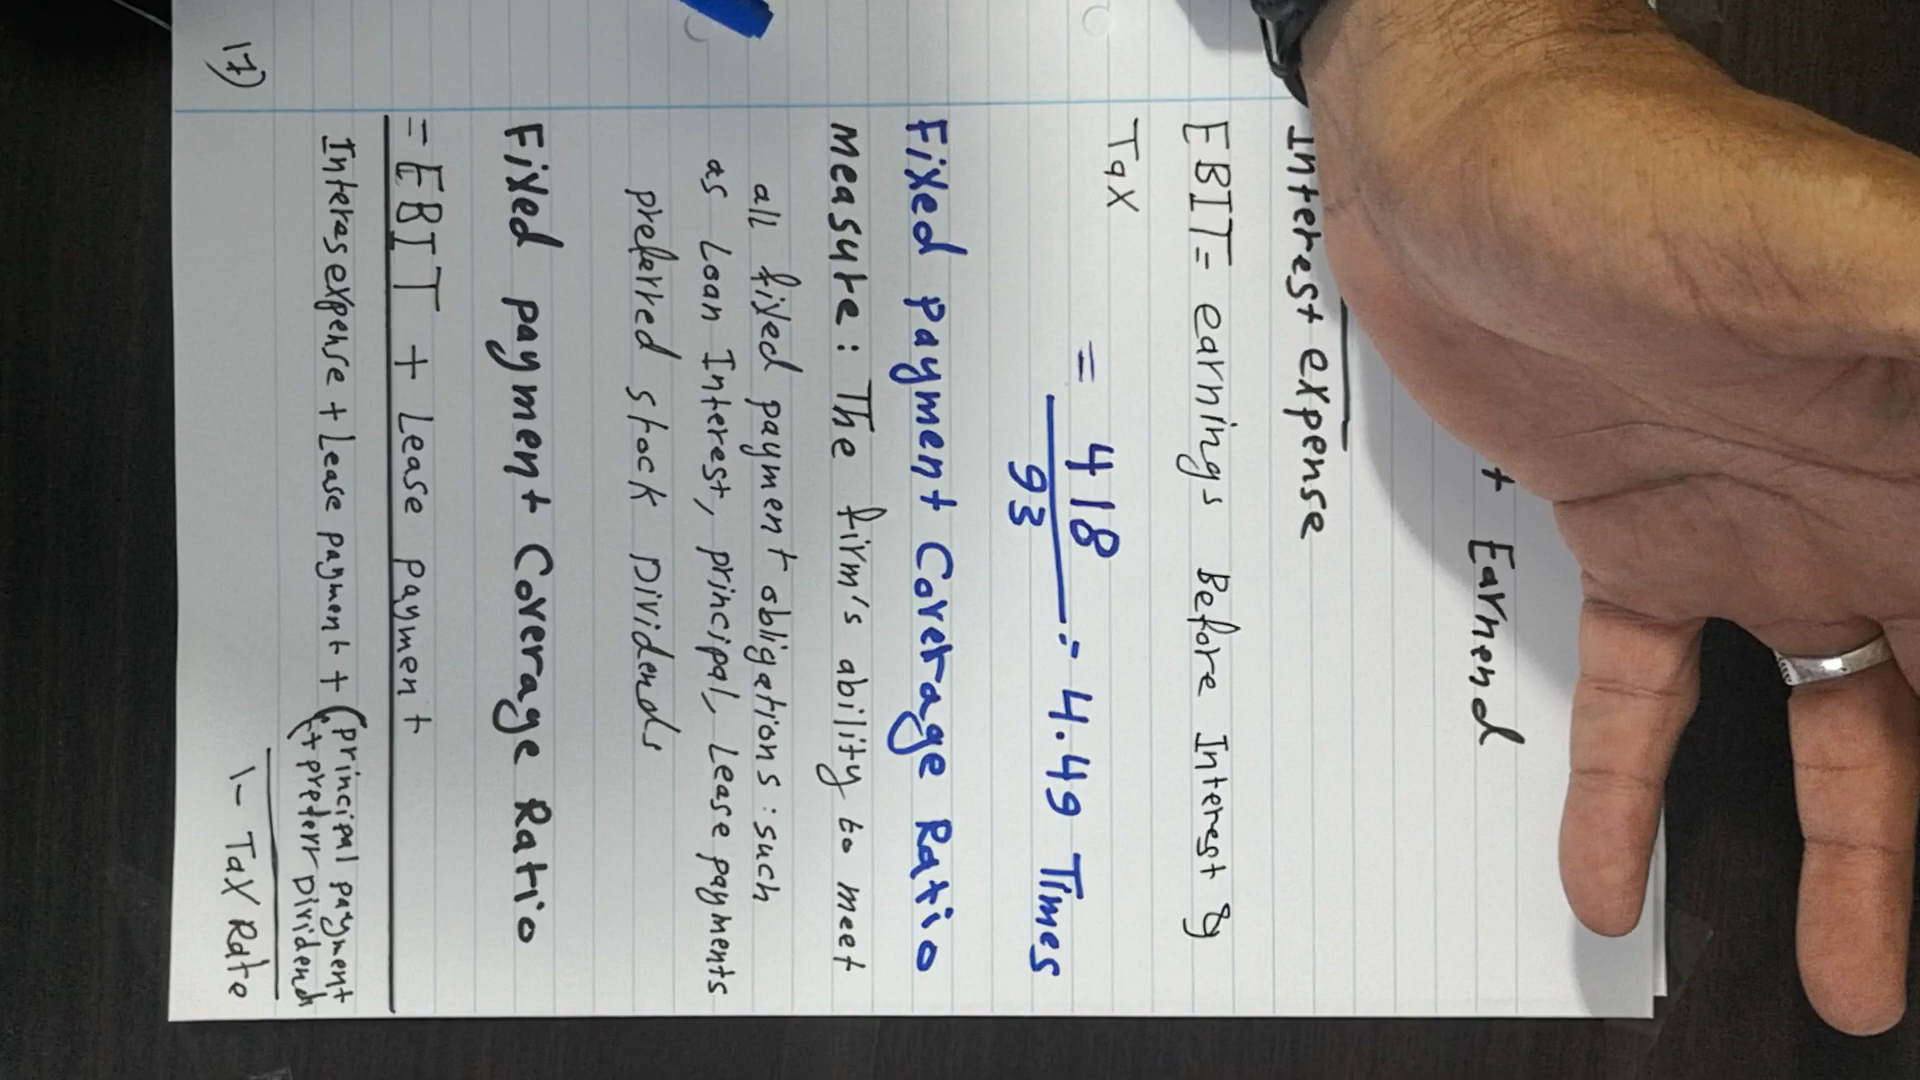 t Earnend
Interest expense
EBIT= earnings Before Interest &
Tax
= 418
93
= 4.49 Times
Fixed payment Coverage Ratio
measure: The firm's ability to meet
all fixed payment obligations: such
as Loan Interest, principal, Lease payments
preferred stock Dividends
Fixed payment Coverage Ratio
= EBIT + Lease payment
Interas expense + Lease payment + (principal payment
(+ preferr Dividend
1- Tax Rate
17)